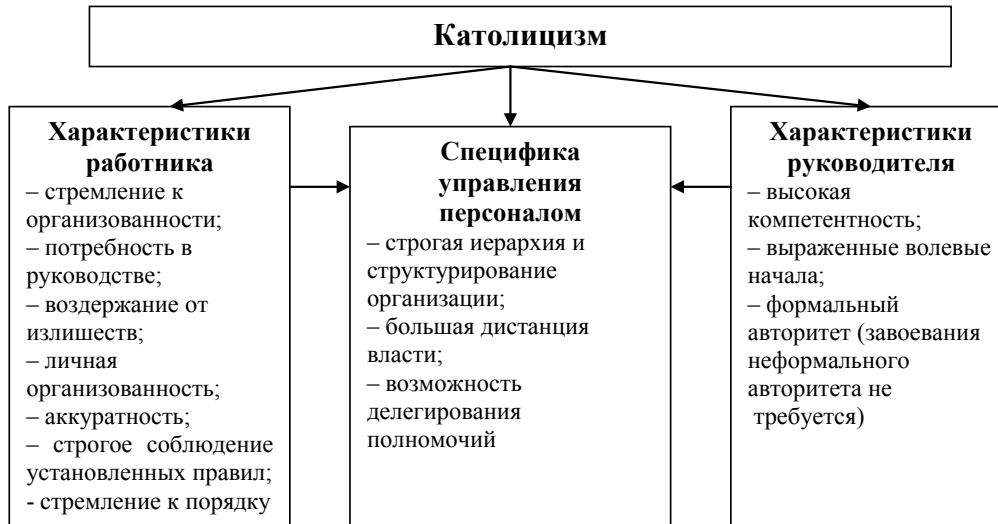 Католицизм
Характеристики
работника
– стремление к
организованности;
– потребность в
руководстве;
– воздержание от
излишеств;
– личная
организованность;
– аккуратность;
– строгое соблюдение
установленных правил;
- стремление к порядку
Специфика
управления
персоналом
– строгая иерархия и
структурирование
организации;
– большая дистанция
власти;
– возможность
делегирования
полномочий
Характеристики
руководителя
– высокая
компетентность;
– выраженные волевые
начала;
– формальный
авторитет (завоевания
неформального
авторитета не
требуется)